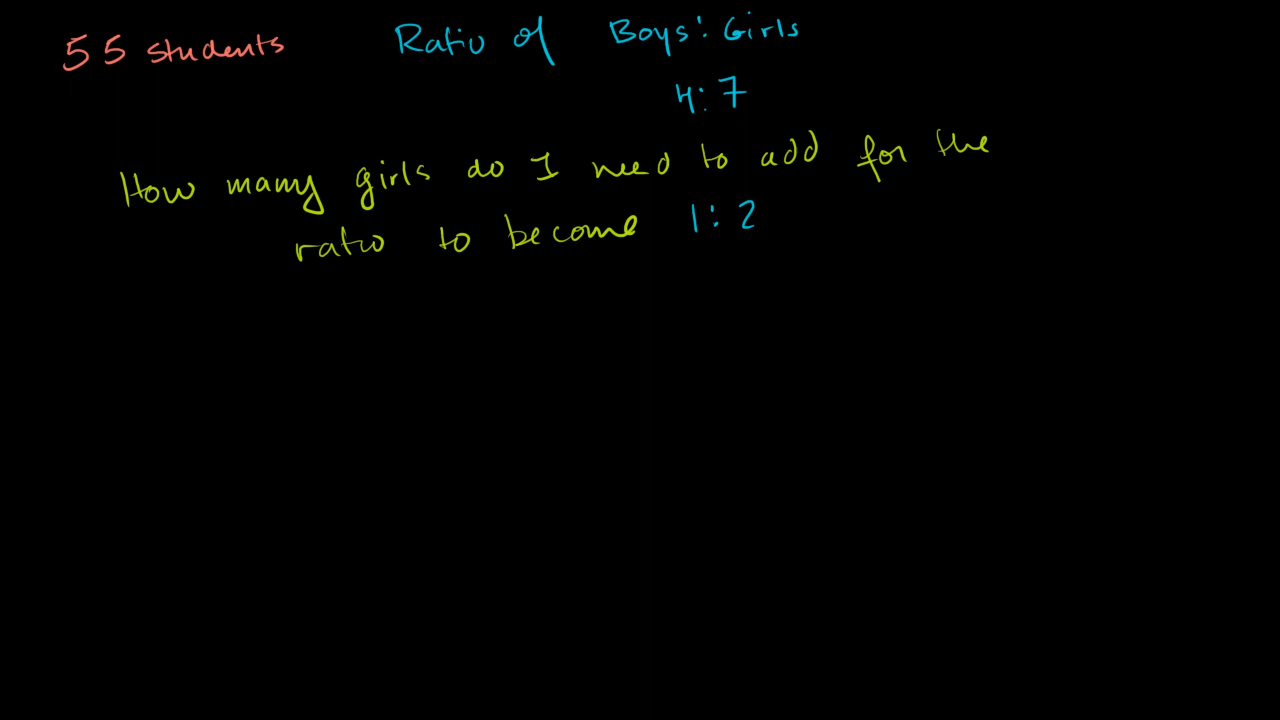 55 students Ratio of Boys: Girls
4:7
How many girls do I need to add for the
ratio to become 1:2